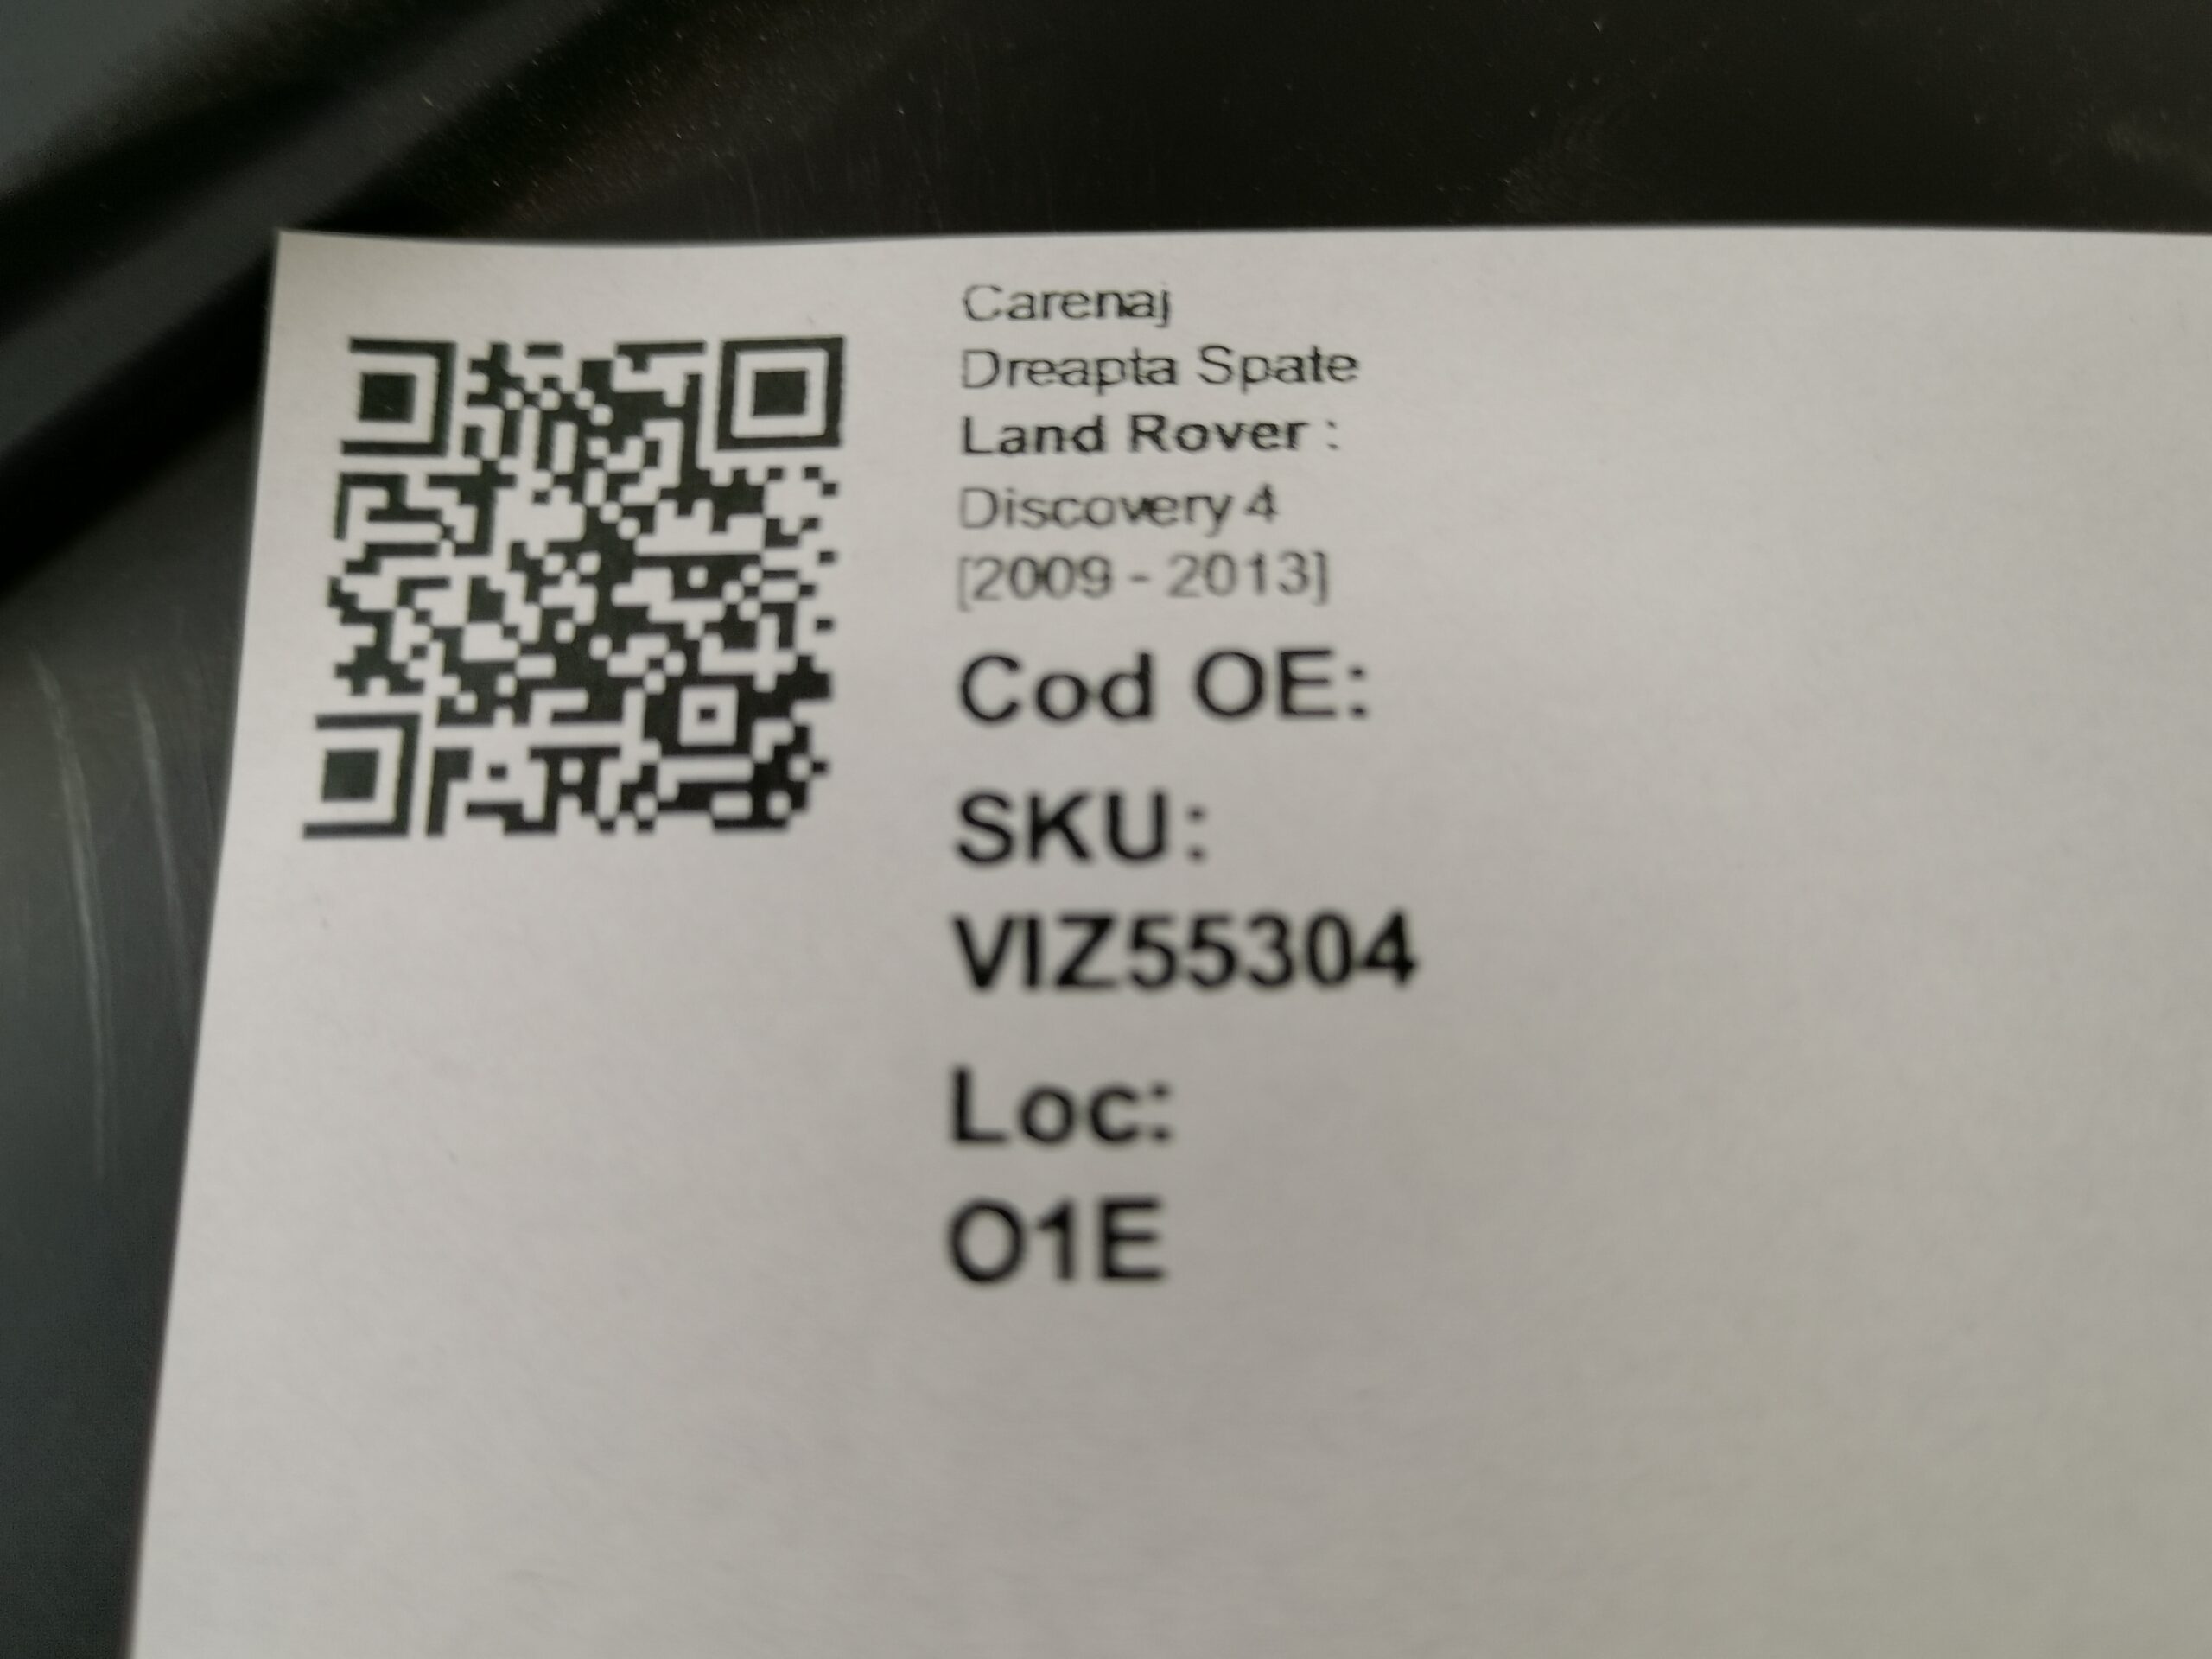 Carenaj
Dreapta Spate
Land Rover :
Discovery 4
[2009 - 2013]
Cod OE:
SKU:
VIZ55304
Loc:
O1E